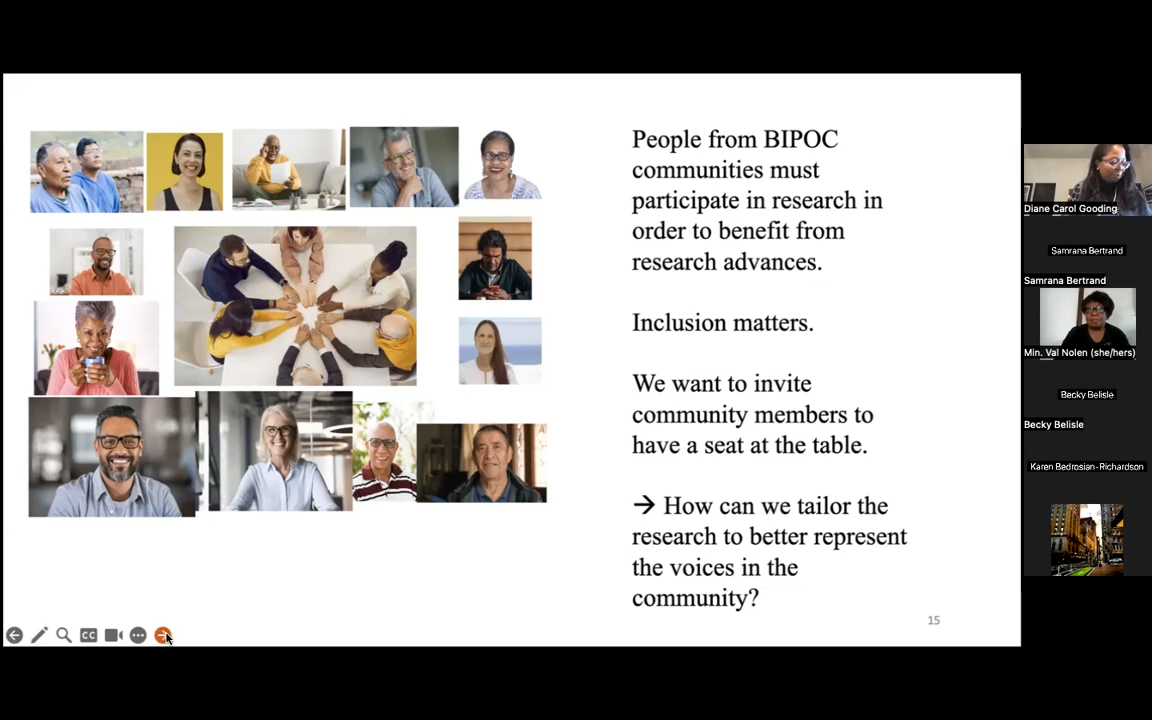 People from BIPOC
communities must
participate in research in
order to benefit from
research advances.
Inclusion matters.
We want to invite
community members to
have a seat at the table.
→ How can we tailor the
research to better represent
the voices in the
community?
15
CC
Diane Carol Gooding
Samrana Bertrand
Samrana Bertrand
Min. Val Nolen (she/hers)
Becky Belisle
Becky Belisle
Karen Bedrosian-Richardson